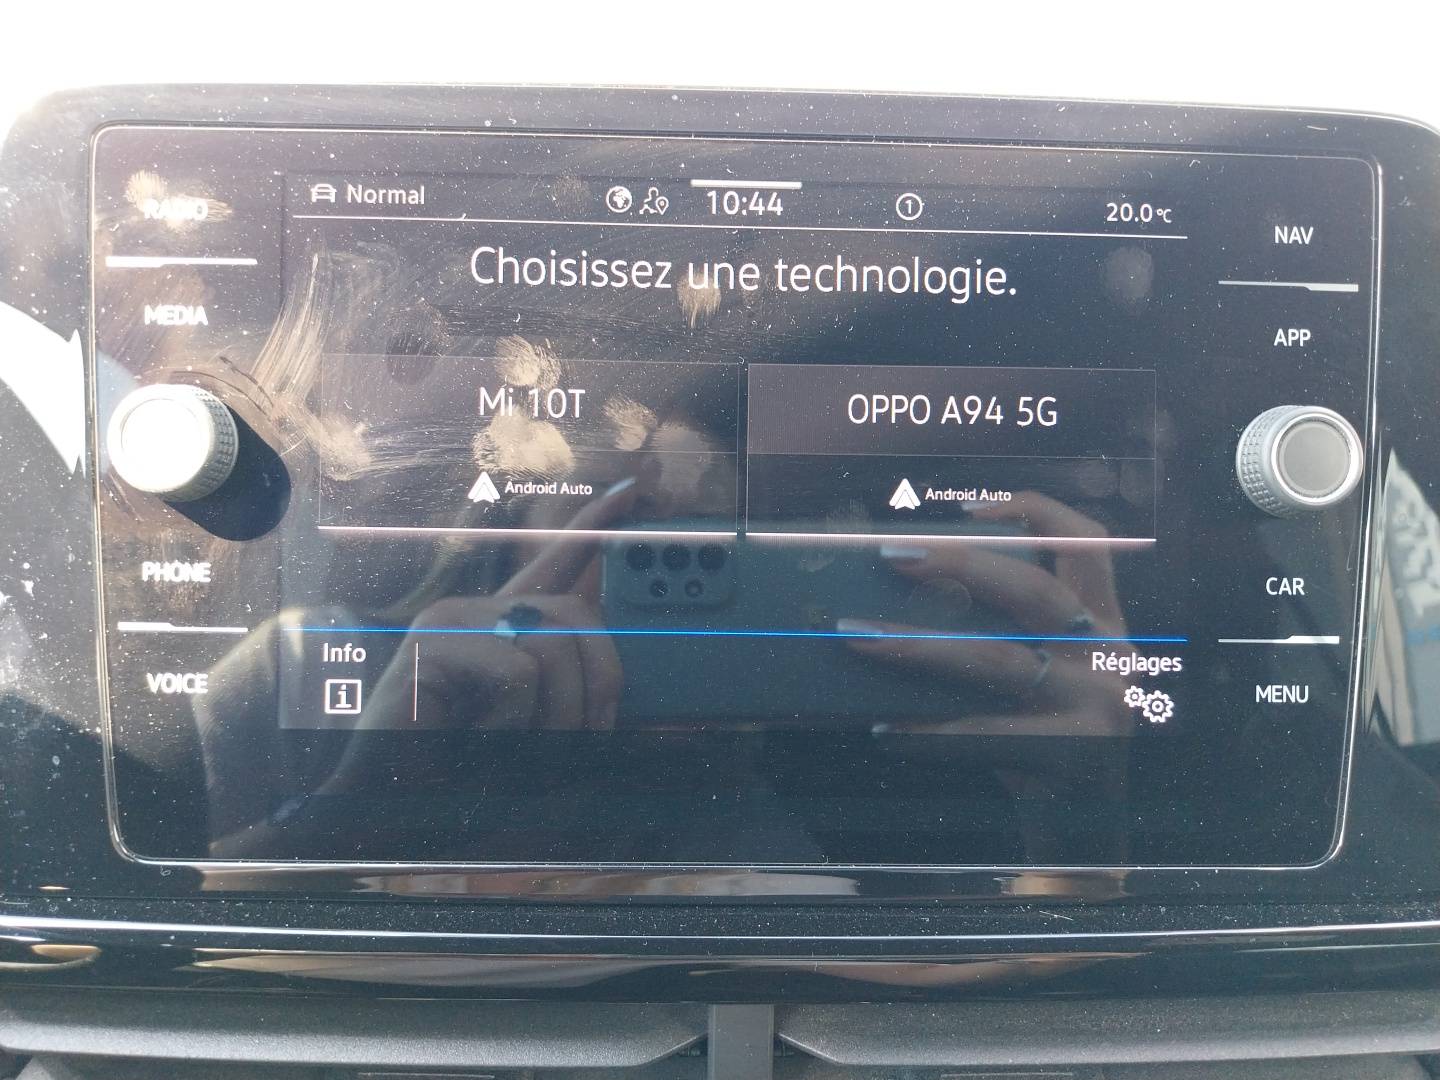 RADIO
MEDIA
PHONE
VOICE
Normal
10:44
1
20.0°C
Choisissez une technologie.
Mi 10T
Android Auto
OPPO A94 5G
Android Auto
Info
i
Réglages
NAV
APP
CAR
MENU